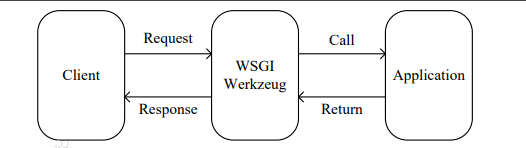 Request
Call
Client
WSGI
Werkzeug
Application
Response
Return